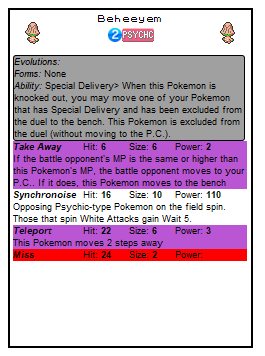 Beheeyem
2 PSYCHC
Evolutions:
Forms: None
Ability: Special Delivery> When this Pokemon is
knocked out, you may move one of your Pokemon
that has Special Delivery and has been excluded from
the duel to the bench. This Pokemon is excluded from
the duel (without moving to the P.C.).
Take Away Hit: 6 Size: 6 Power: 2
If the battle opponent's MP is the same or higher than
this Pokemon's MP, the battle opponent moves to your
P.C.. If it does, this Pokemon moves to the bench
Synchronoise Hit: 16 Size: 10 Power: 110
Opposing Psychic-type Pokemon on the field spin.
Those that spin White Attacks gain Wait 5.
Teleport Hit: 22 Size: 6 Power: 3
This Pokemon moves 2 steps away
Miss Hit: 24 Size: 2 Power: